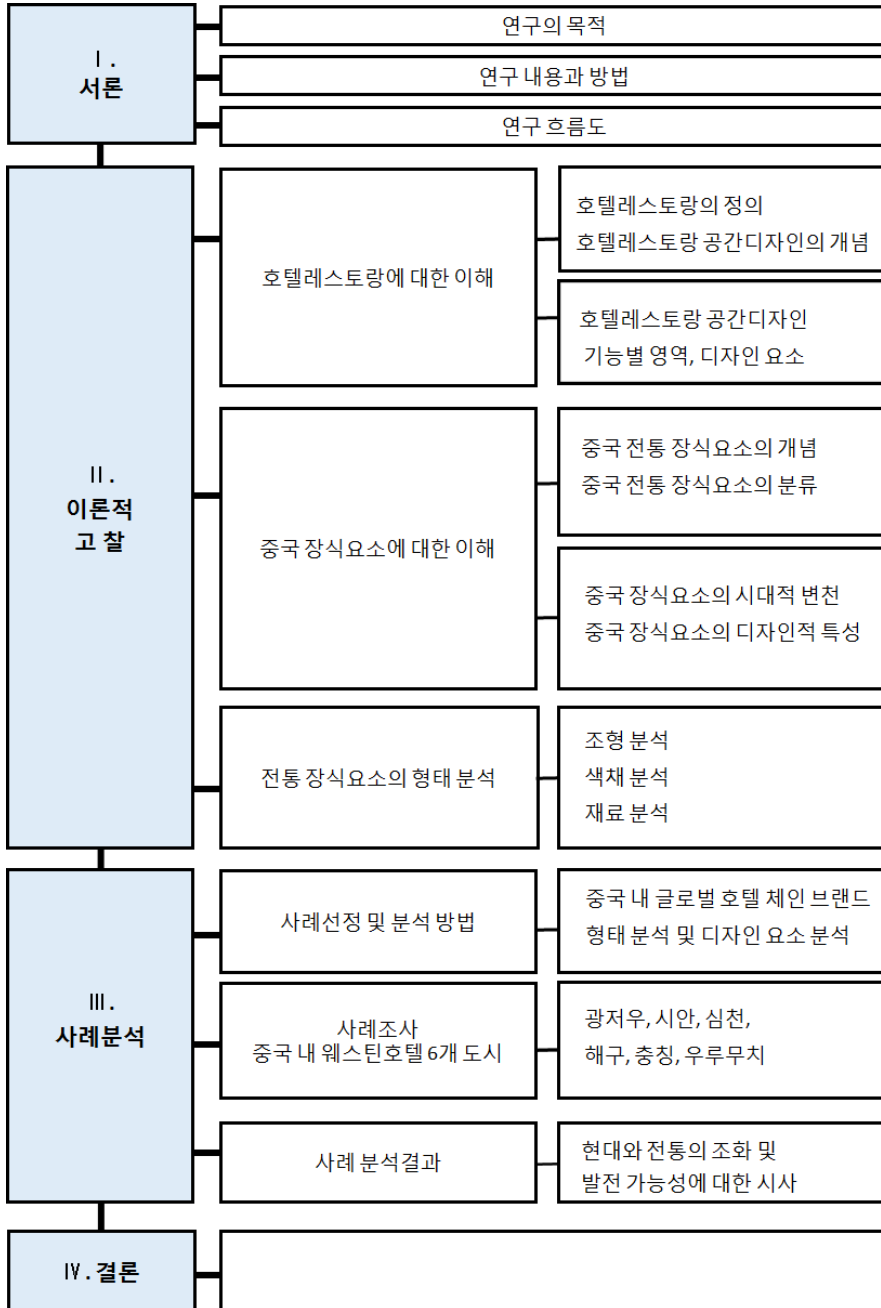 Ⅰ.
서론
연구의 목적
연구 내용과 방법
연구 흐름도
Ⅱ.
이론적
고 찰
호텔레스토랑에 대한 이해
호텔레스토랑의 정의
호텔레스토랑 공간디자인의 개념
호텔레스토랑 공간디자인
기능별 영역, 디자인 요소
중국 장식요소에 대한 이해
중국 전통 장식요소의 개념
중국 전통 장식요소의 분류
중국 장식요소의 시대적 변천
중국 장식요소의 디자인적 특성
전통 장식요소의 형태 분석
조형 분석
색채 분석
재료 분석
Ⅲ.
사례분석
사례선정 및 분석 방법
중국 내 글로벌 호텔 체인 브랜드
형태 분석 및 디자인 요소 분석
사례조사
중국 내 웨스틴호텔 6개 도시
광저우, 시안, 심천,
해구, 충칭, 우루무치
사례 분석결과
현대와 전통의 조화 및
발전 가능성에 대한 시사
Ⅳ. 결론